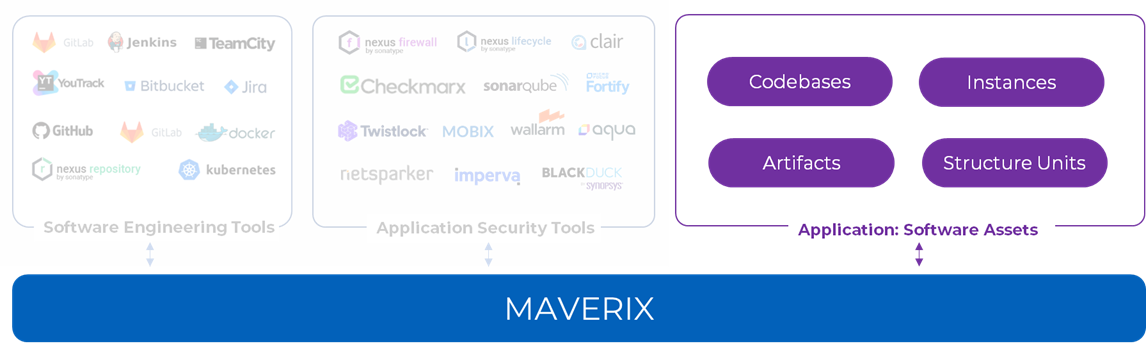 GitLab
Jenkins
TeamCity
YT YouTrack
Bitbucket
Jira
GitHub
GitLab
docker
r nexus repository
by sonatype
kubernetes
Software Engineering Tools
f nexus firewall
by sonatype
l nexus lifecycle
by sonatype
clair
Checkmarx
sonarqube
Fortify
Twistlock
MOBIX
wallarm
aqua
netsparker
imperva
BLACKDUCK
BY SYNOPSYS
Application Security Tools
Codebases
Instances
Artifacts
Structure Units
Application: Software Assets
MAVERIX